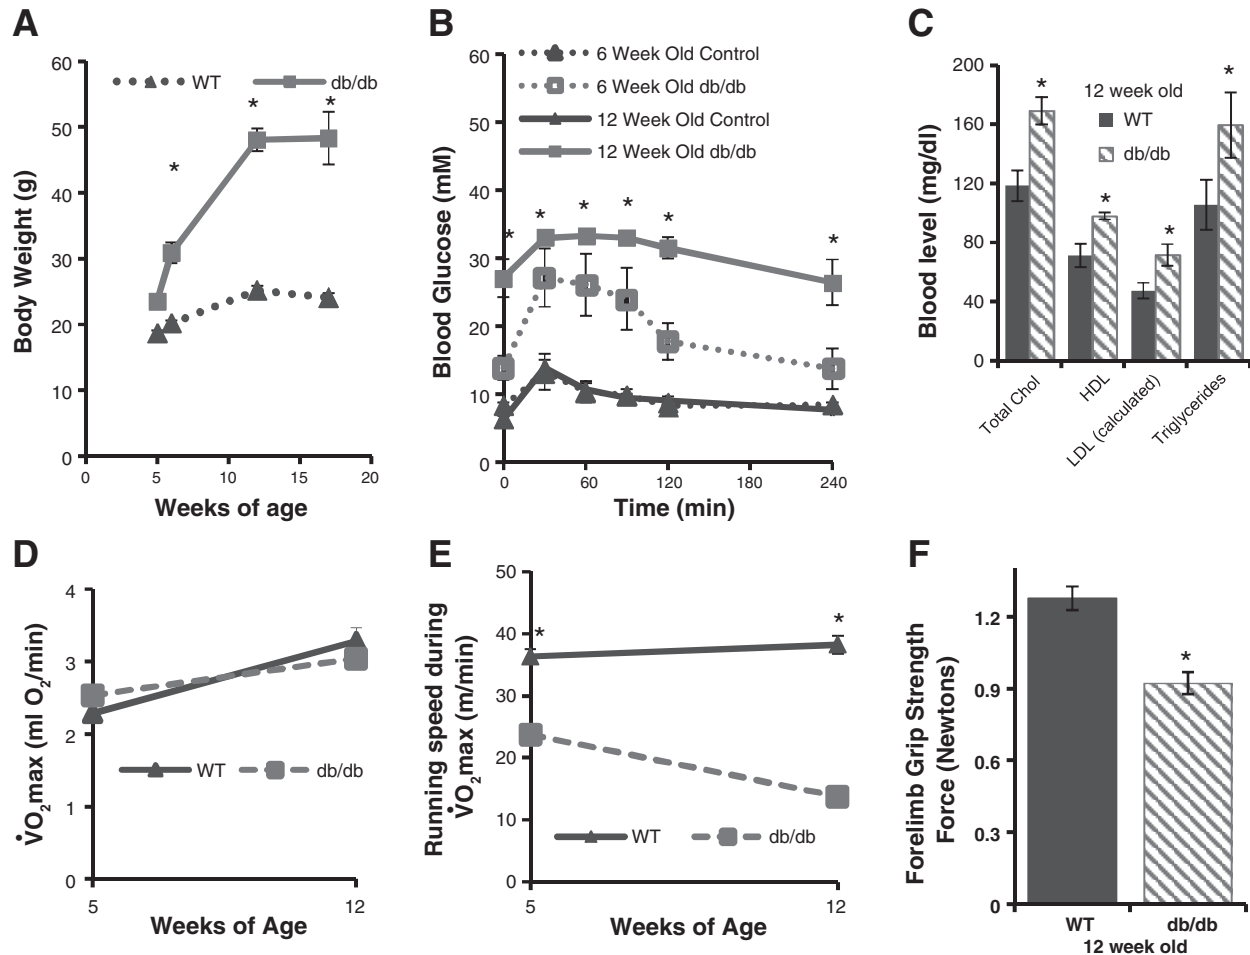 A
60
50
40
30
20
10
0
0
5
10
15
20
Body Weight (g)
Weeks of age
WT
db/db
*
*
*
B
60
50
40
30
20
10
0
0
60
120
180
240
Blood Glucose (mM)
Time (min)
6 Week Old Control
6 Week Old db/db
12 Week Old Control
12 Week Old db/db
*
*
*
*
*
*
C
200
160
120
80
40
0
Blood level (mg/dl)
12 week old
WT
db/db
*
*
*
*
Total Chol
HDL
LDL (calculated)
Triglycerides
D
4
3
2
1
0
5
12
V̇O2max (ml O2/min)
Weeks of Age
WT
db/db
E
50
40
30
20
10
0
5
12
Running speed during
V̇O2max (m/min)
Weeks of Age
WT
db/db
*
*
F
1.2
0.9
0.6
0.3
0
Forelimb Grip Strength
Force (Newtons)
*
WT
db/db
12 week old